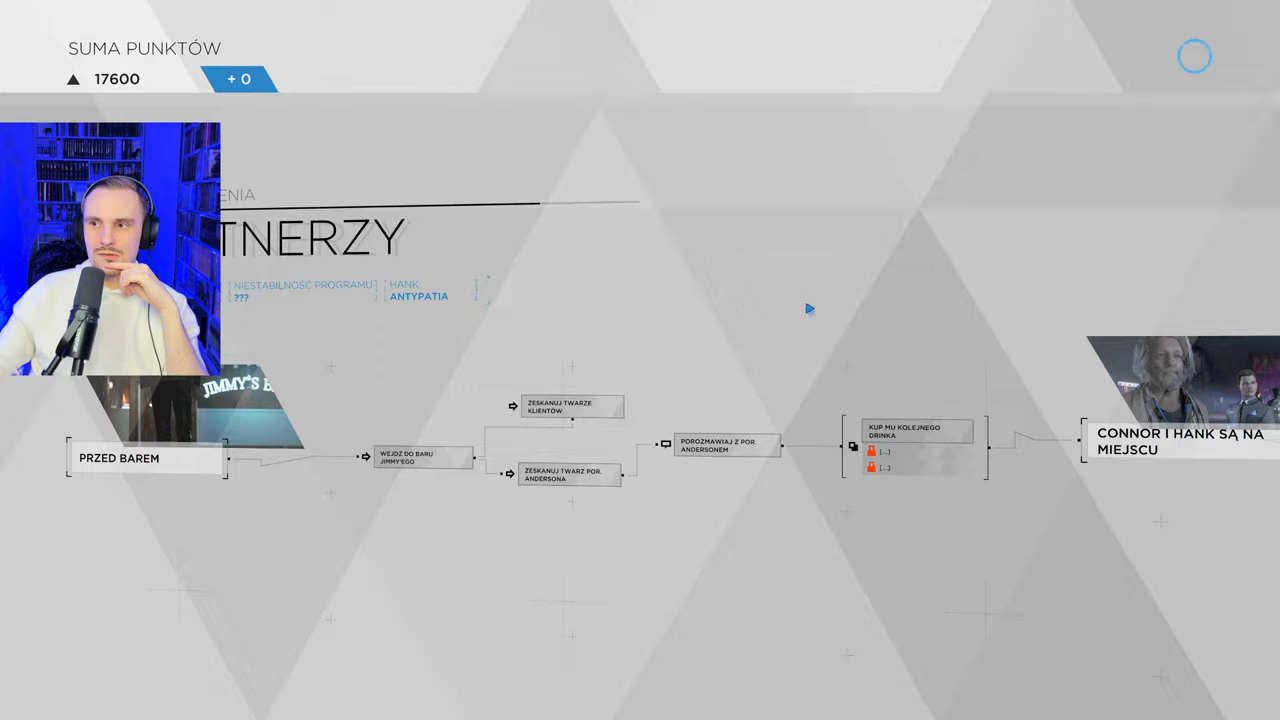 SUMA PUNKTÓW
17600
+ 0
ENIA
TNERZY
NIESTABILNOŚĆ PROGRAMU
???
HANK
ANTYPATIA
JIMMY'S B
PRZED BAREM
WEJDŹ DO BARU
JIMMY'EGO
ZESKANUJ TWARZE
KLIENTÓW
ZESKANUJ TWARZ POR.
ANDERSONA
POROZMAWIAJ Z POR.
ANDERSONEM
KUP MU KOLEJNEGO
DRINKA
[...]
[...]
CONNOR I HANK SĄ NA
MIEJSCU